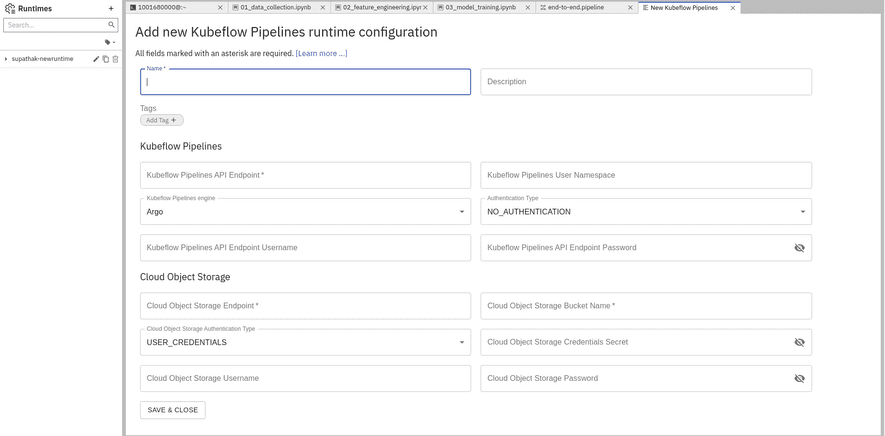 Runtimes
+
Search...
supathak-newruntime
1001680000@:~ ×
01_data_collection.ipynb ×
02_feature_engineering.ipyr ×
03_model_training.ipynb ×
end-to-end.pipeline ×
New Kubeflow Pipelines ×
Add new Kubeflow Pipelines runtime configuration
All fields marked with an asterisk are required. [Learn more ...]
Name *
Description
Tags
Add Tag +
Kubeflow Pipelines
Kubeflow Pipelines API Endpoint *
Kubeflow Pipelines User Namespace
Kubeflow Pipelines engine
Argo
Authentication Type
NO_AUTHENTICATION
Kubeflow Pipelines API Endpoint Username
Kubeflow Pipelines API Endpoint Password
Cloud Object Storage
Cloud Object Storage Endpoint *
Cloud Object Storage Bucket Name *
Cloud Object Storage Authentication Type
USER_CREDENTIALS
Cloud Object Storage Credentials Secret
Cloud Object Storage Username
Cloud Object Storage Password
SAVE & CLOSE